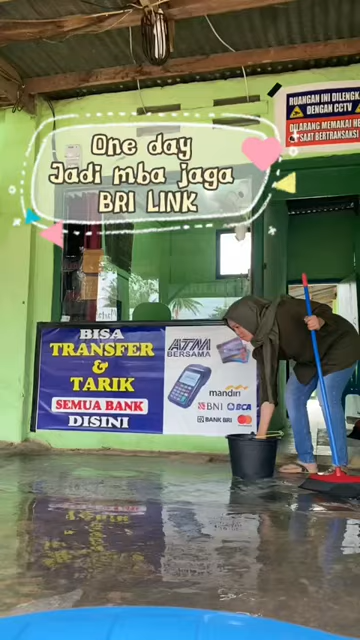 RUANGAN INI DILENGK
DENGAN CCTV
DILARANG MEMAKAI HE
SAAT BERTRANSAK
One day
Jadi mba jaga
BRI LINK
BISA
TRANSFER
&
TARIK
SEMUA BANK
DISINI
ATM
BERSAMA
mandiri
BNI
BCA
BANK BRI